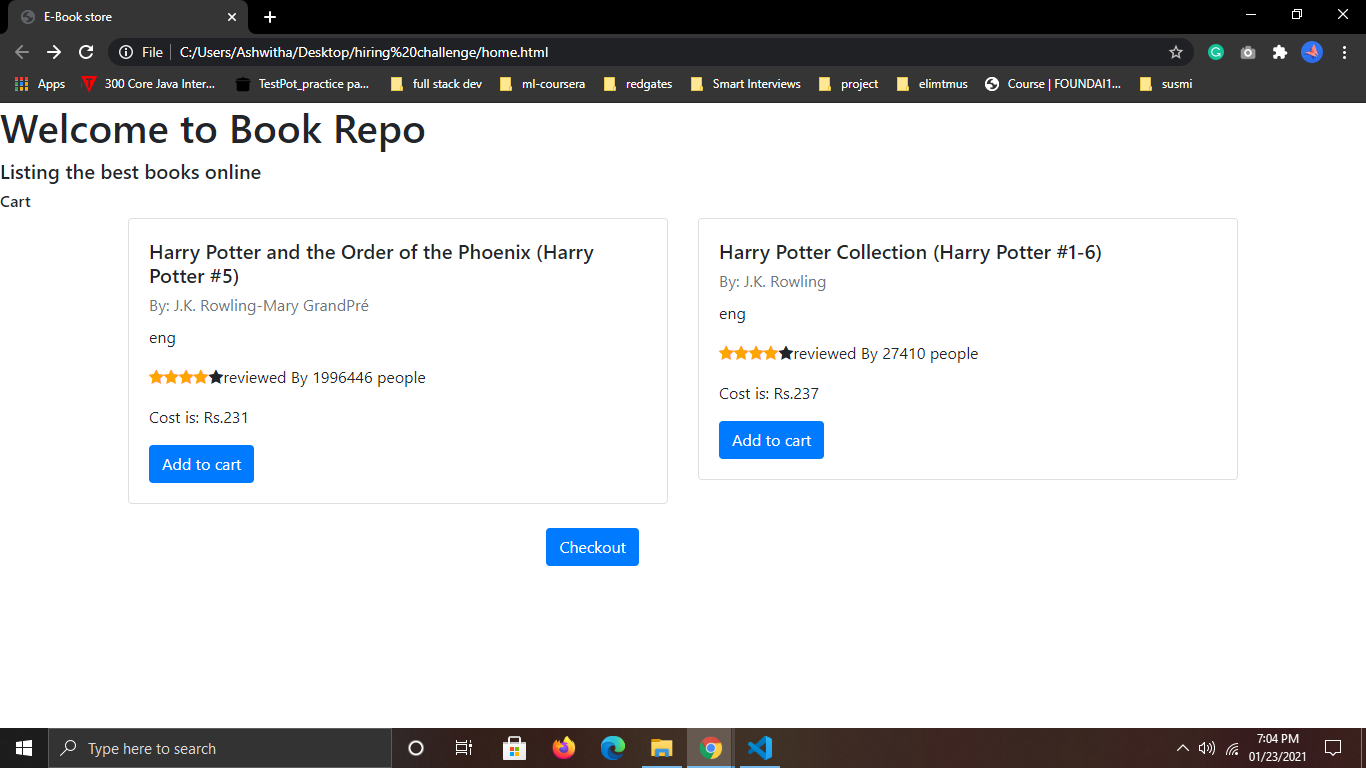 E-Book store
File
C:/Users/Ashwitha/Desktop/hiring%20challenge/home.html
Apps
300 Core Java Inter...
TestPot_practice pa...
full stack dev
ml-coursera
redgates
Smart Interviews
project
elimtmus
Course | FOUNDAI1...
susmi
Welcome to Book Repo
Listing the best books online
Cart
Harry Potter and the Order of the Phoenix (Harry
Potter #5)
By: J.K. Rowling-Mary GrandPré
eng
reviewed By 1996446 people
Cost is: Rs.231
Add to cart
Harry Potter Collection (Harry Potter #1-6)
By: J.K. Rowling
eng
reviewed By 27410 people
Cost is: Rs.237
Add to cart
Checkout
Type here to search
7:04 PM
01/23/2021